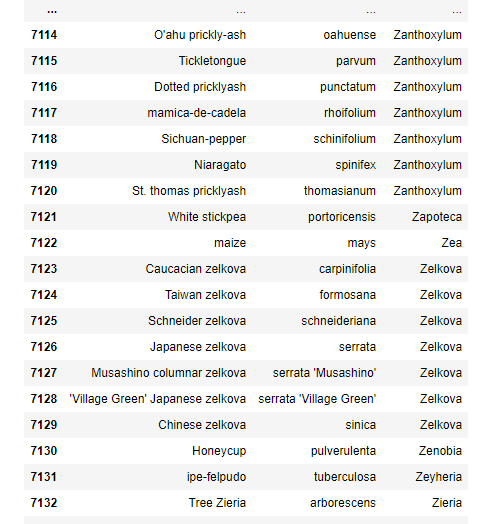 ... ... ... ...
7114 O'ahu prickly-ash oahuense Zanthoxylum
7115 Tickletongue parvum Zanthoxylum
7116 Dotted pricklyash punctatum Zanthoxylum
7117 mamica-de-cadela rhoifolium Zanthoxylum
7118 Sichuan-pepper schinifolium Zanthoxylum
7119 Niaragato spinifex Zanthoxylum
7120 St. thomas pricklyash thomasianum Zanthoxylum
7121 White stickpea portoricensis Zapoteca
7122 maize mays Zea
7123 Caucacian zelkova carpinifolia Zelkova
7124 Taiwan zelkova formosana Zelkova
7125 Schneider zelkova schneideriana Zelkova
7126 Japanese zelkova serrata Zelkova
7127 Musashino columnar zelkova serrata 'Musashino' Zelkova
7128 'Village Green' Japanese zelkova serrata 'Village Green' Zelkova
7129 Chinese zelkova sinica Zelkova
7130 Honeycup pulverulenta Zenobia
7131 ipe-felpudo tuberculosa Zeyheria
7132 Tree Zieria arborescens Zieria